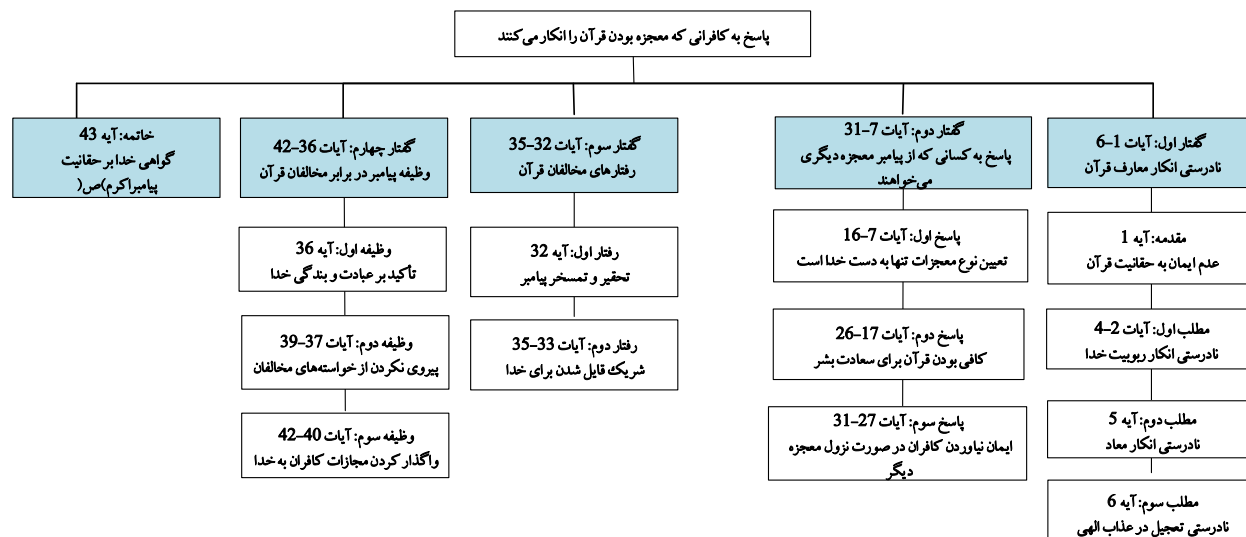 پاسخ به کافرانی که معجزه بودن قرآن را انکار می‌کنند
گفتار اول: آیات 1–6
نادرستی انکار معارف قرآن
مقدمه: آیه 1
عدم ایمان به حقانیت قرآن
مطلب اول: آیات 2–4
نادرستی انکار ربوبیت خدا
مطلب دوم: آیه 5
نادرستی انکار معاد
مطلب سوم: آیه 6
نادرستی تعجیل در عذاب الهی
گفتار دوم: آیات 7–31
پاسخ به کسانی که از پیامبر معجزه دیگری
می‌خواهند
پاسخ اول: آیات 7–16
تعیین نوع معجزات تنها به دست خدا است
پاسخ دوم: آیات 17–26
کافی بودن قرآن برای سعادت بشر
پاسخ سوم: آیات 27–31
ایمان نیاوردن کافران در صورت نزول معجزه
دیگر
گفتار سوم: آیات 32–35
رفتارهای مخالفان قرآن
رفتار اول: آیه 32
تحقیر و تمسخر پیامبر
رفتار دوم: آیات 33–35
شریک قایل شدن برای خدا
گفتار چهارم: آیات 36–42
وظیفه پیامبر در برابر مخالفان قرآن
وظیفه اول: آیه 36
تأکید بر عبادت و بندگی خدا
وظیفه دوم: آیات 37–39
پیروی نکردن از خواسته‌های مخالفان
وظیفه سوم: آیات 40–42
واگذار کردن مجازات کافران به خدا
خاتمه: آیه 43
گواهی خدا بر حقانیت
پیامبراکرم)ص(